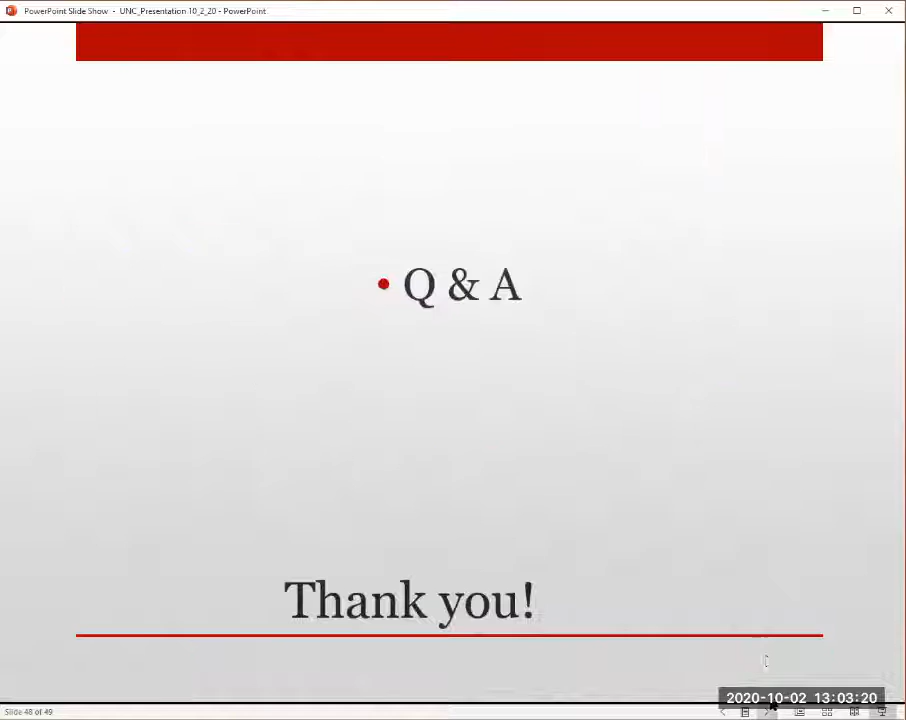 PowerPoint Slide Show - UNC_Presentation 10_2_20 - PowerPoint
• Q & A
Thank you!
2020-10-02 13:03:20
Slide 48 of 49